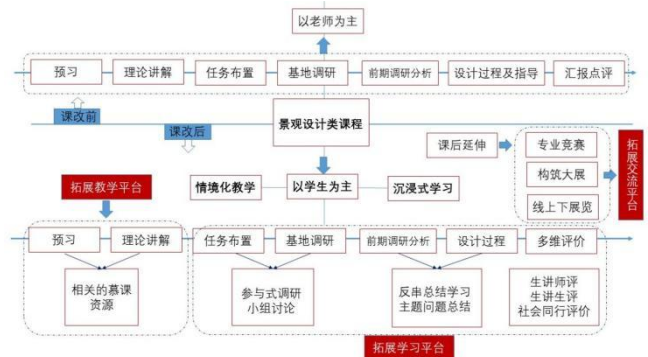 以老师为主
预习
理论讲解
任务布置
基地调研
前期调研分析
设计过程及指导
汇报点评
课改前
课改后
景观设计类课程
课后延伸
专业竞赛
构筑大展
线上下展览
拓展交流平台
拓展教学平台
情境化教学
以学生为主
沉浸式学习
预习
理论讲解
任务布置
基地调研
前期调研分析
设计过程
多维评价
相关的慕课
资源
参与式调研
小组讨论
反串总结学习
主题问题总结
生讲师评
生讲生评
社会同行评价
拓展学习平台